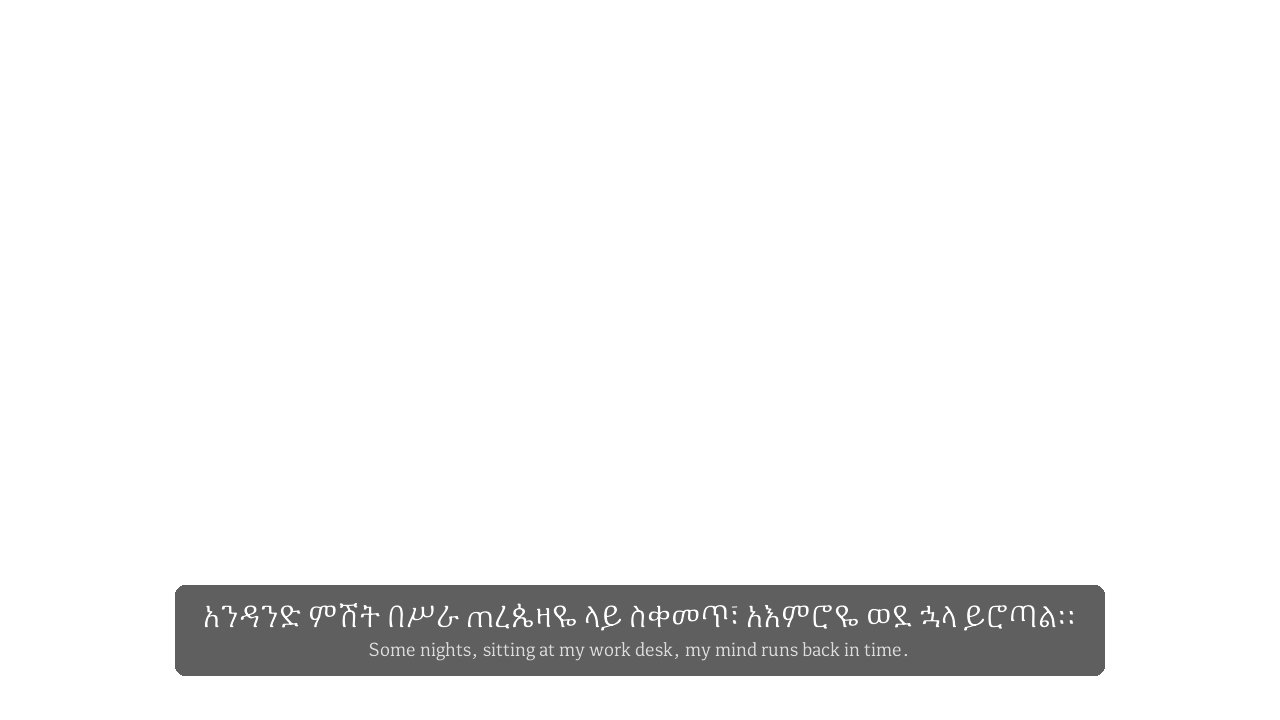 አንዳንድ ምሽት በሥራ ጠረጴዛዬ ላይ ስቀመጥ፣ አእምሮዬ ወደ ኋላ ይሮጣል።
Some nights, sitting at my work desk, my mind runs back in time.